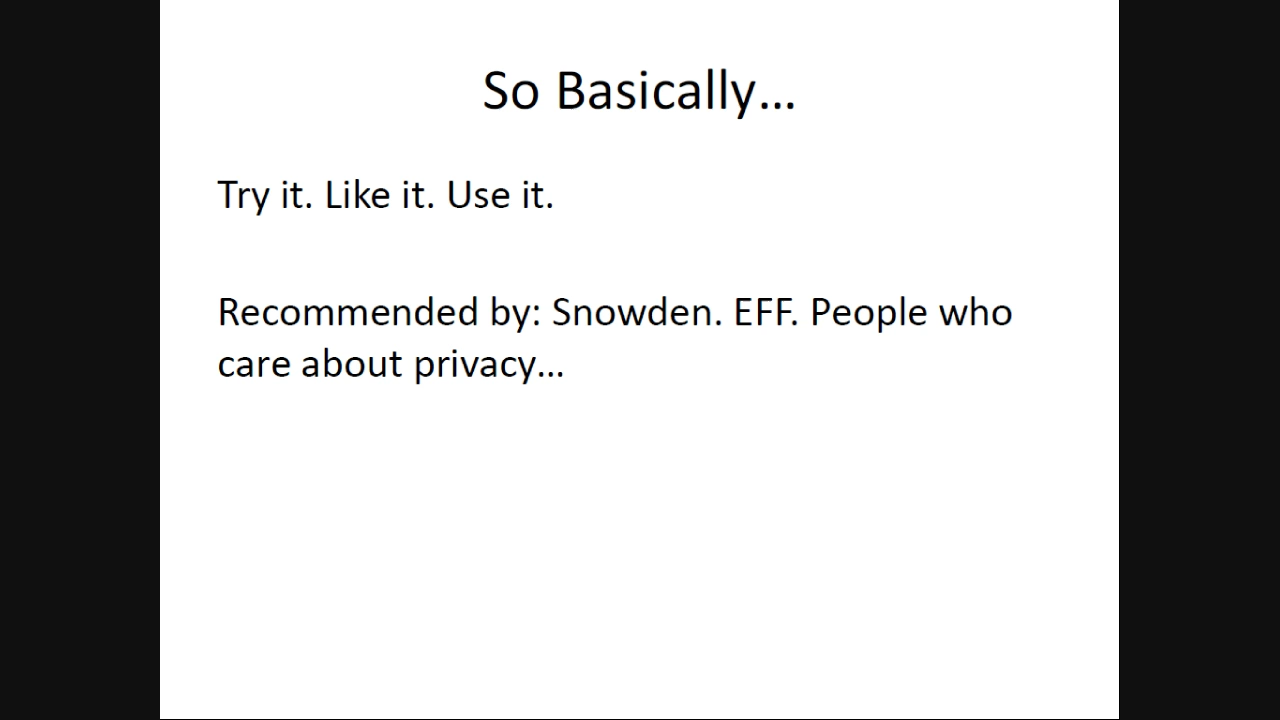 So Basically...
Try it. Like it. Use it.
Recommended by: Snowden. EFF. People who
care about privacy...